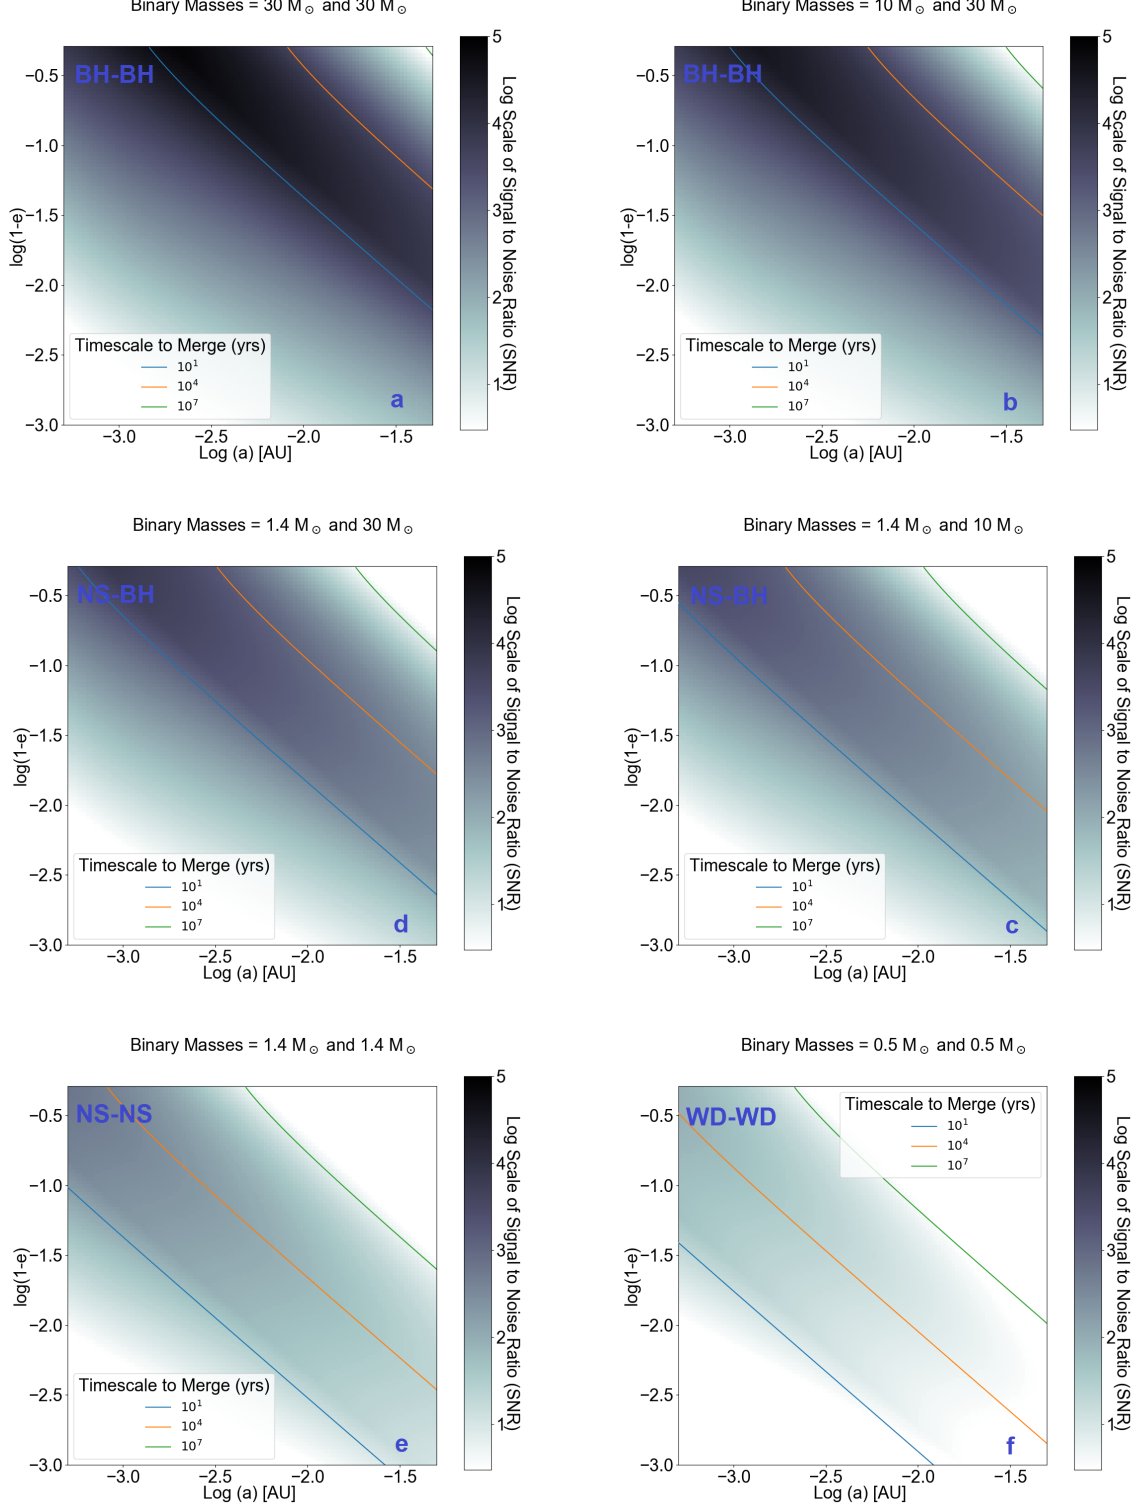 Binary Masses = 30 M⊙ and 30 M⊙
BH-BH
−0.5
−1.0
−1.5
−2.0
−2.5
−3.0
log(1-e)
Timescale to Merge (yrs)
10¹
10⁴
10⁷
a
−3.0 −2.5 −2.0 −1.5
Log (a) [AU]
5
4
3
2
1
Log Scale of Signal to Noise Ratio (SNR)
Binary Masses = 10 M⊙ and 30 M⊙
BH-BH
−0.5
−1.0
−1.5
−2.0
−2.5
−3.0
log(1-e)
Timescale to Merge (yrs)
10¹
10⁴
10⁷
b
−3.0 −2.5 −2.0 −1.5
Log (a) [AU]
5
4
3
2
1
Log Scale of Signal to Noise Ratio (SNR)
Binary Masses = 1.4 M⊙ and 30 M⊙
NS-BH
−0.5
−1.0
−1.5
−2.0
−2.5
−3.0
log(1-e)
Timescale to Merge (yrs)
10¹
10⁴
10⁷
d
−3.0 −2.5 −2.0 −1.5
Log (a) [AU]
5
4
3
2
1
Log Scale of Signal to Noise Ratio (SNR)
Binary Masses = 1.4 M⊙ and 10 M⊙
NS-BH
−0.5
−1.0
−1.5
−2.0
−2.5
−3.0
log(1-e)
Timescale to Merge (yrs)
10¹
10⁴
10⁷
c
−3.0 −2.5 −2.0 −1.5
Log (a) [AU]
5
4
3
2
1
Log Scale of Signal to Noise Ratio (SNR)
Binary Masses = 1.4 M⊙ and 1.4 M⊙
NS-NS
−0.5
−1.0
−1.5
−2.0
−2.5
−3.0
log(1-e)
Timescale to Merge (yrs)
10¹
10⁴
10⁷
e
−3.0 −2.5 −2.0 −1.5
Log (a) [AU]
5
4
3
2
1
Log Scale of Signal to Noise Ratio (SNR)
Binary Masses = 0.5 M⊙ and 0.5 M⊙
WD-WD
Timescale to Merge (yrs)
10¹
10⁴
10⁷
−0.5
−1.0
−1.5
−2.0
−2.5
−3.0
log(1-e)
f
−3.0 −2.5 −2.0 −1.5
Log (a) [AU]
5
4
3
2
1
Log Scale of Signal to Noise Ratio (SNR)